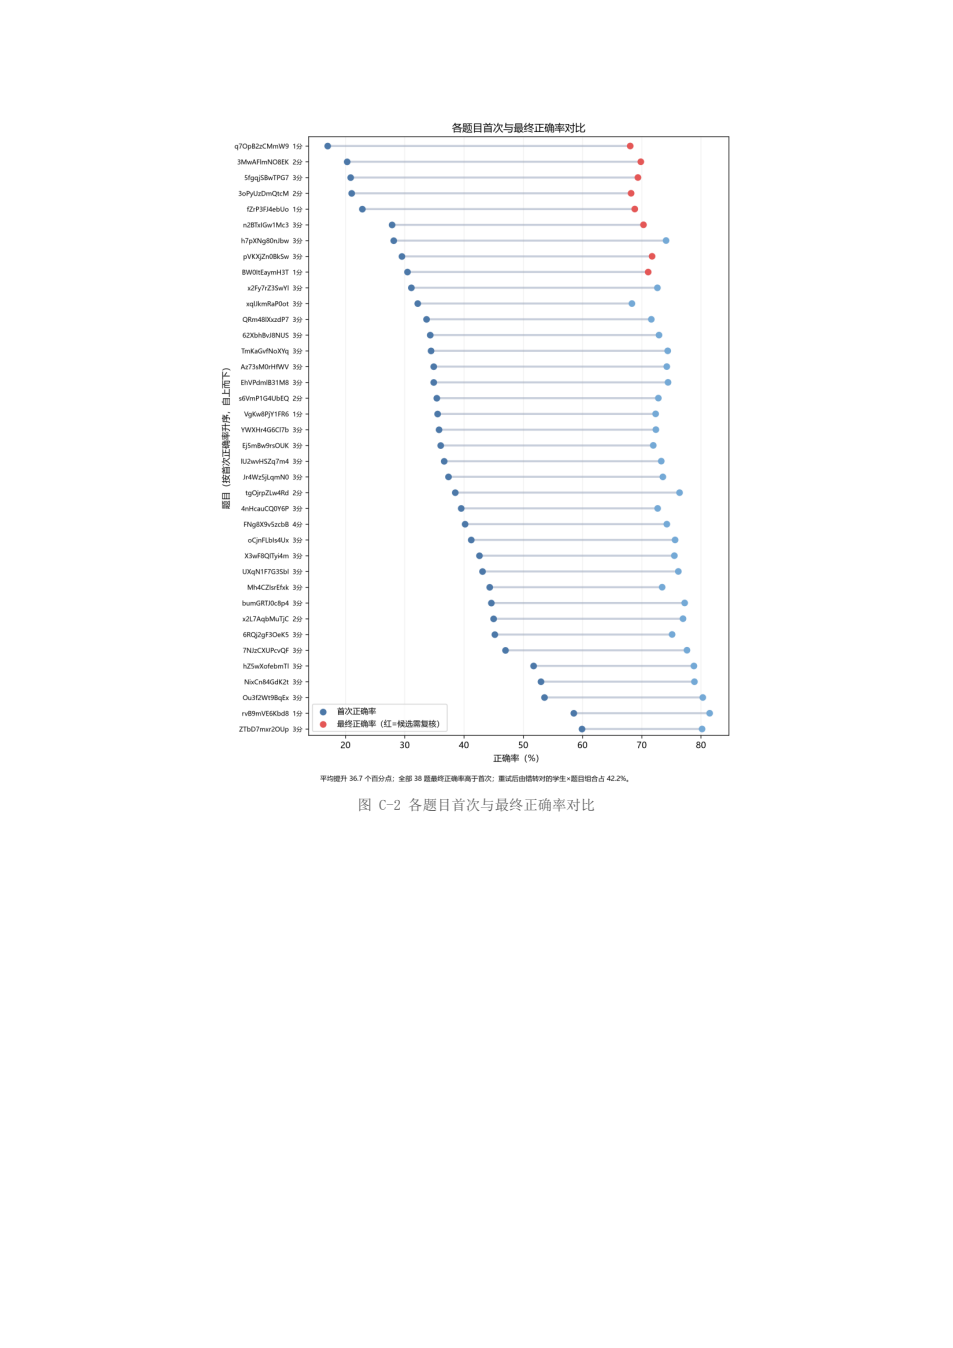 各题目首次与最终正确率对比
题目（按首次正确率升序，自上而下）
q7OpB2zCMmW9 1分
3MwAFlmNO8EK 2分
5fgqjSBwTPG7 3分
3oPyUzDmQtcM 2分
fZrP3FJ4ebUo 1分
n2BTxIGw1Mc3 3分
h7pXNg80nJbw 3分
pVKXjZn0BkSw 3分
BW0ltEaymH3T 1分
x2Fy7rZ3SwYl 3分
xqUkmRaP0ot 3分
QRm48lXxzdP7 3分
62XbhBvJ8NUS 3分
TmKaGvfNoXYq 3分
Az73sM0rHfWV 3分
EhVPdmlB31M8 3分
s6VmP1G4UbEQ 2分
VgKw8PjY1FR6 1分
YWXHr4G6Cl7b 3分
Ej5mBw9rsOUK 3分
lU2wvHSZq7m4 3分
Jr4Wz5jLqmN0 3分
tgOjrpZLw4Rd 2分
4nHcauCQ0Y6P 3分
FNg8X9vSzcbB 4分
oCjnFLbls4Ux 3分
X3wF8QlTyi4m 3分
UXqN1F7G3Sbl 3分
Mh4CZlsrEfxk 3分
bumGRTJ0c8p4 3分
x2L7AqbMuTjC 2分
6RQj2gF3OeK5 3分
7NJzCXUPcvQF 3分
hZ5wXofebmTl 3分
NixCn84GdK2t 3分
Ou3f2Wt9BqEx 3分
rvB9mVE6Kbd8 1分
ZTbD7mxr2OUp 3分
首次正确率
最终正确率（红=候选需复核）
20 30 40 50 60 70 80
正确率（%）
平均提升 36.7 个百分点；全部 38 题最终正确率高于首次；重试后由错转对的学生×题目组合占 42.2%。
图 C-2 各题目首次与最终正确率对比